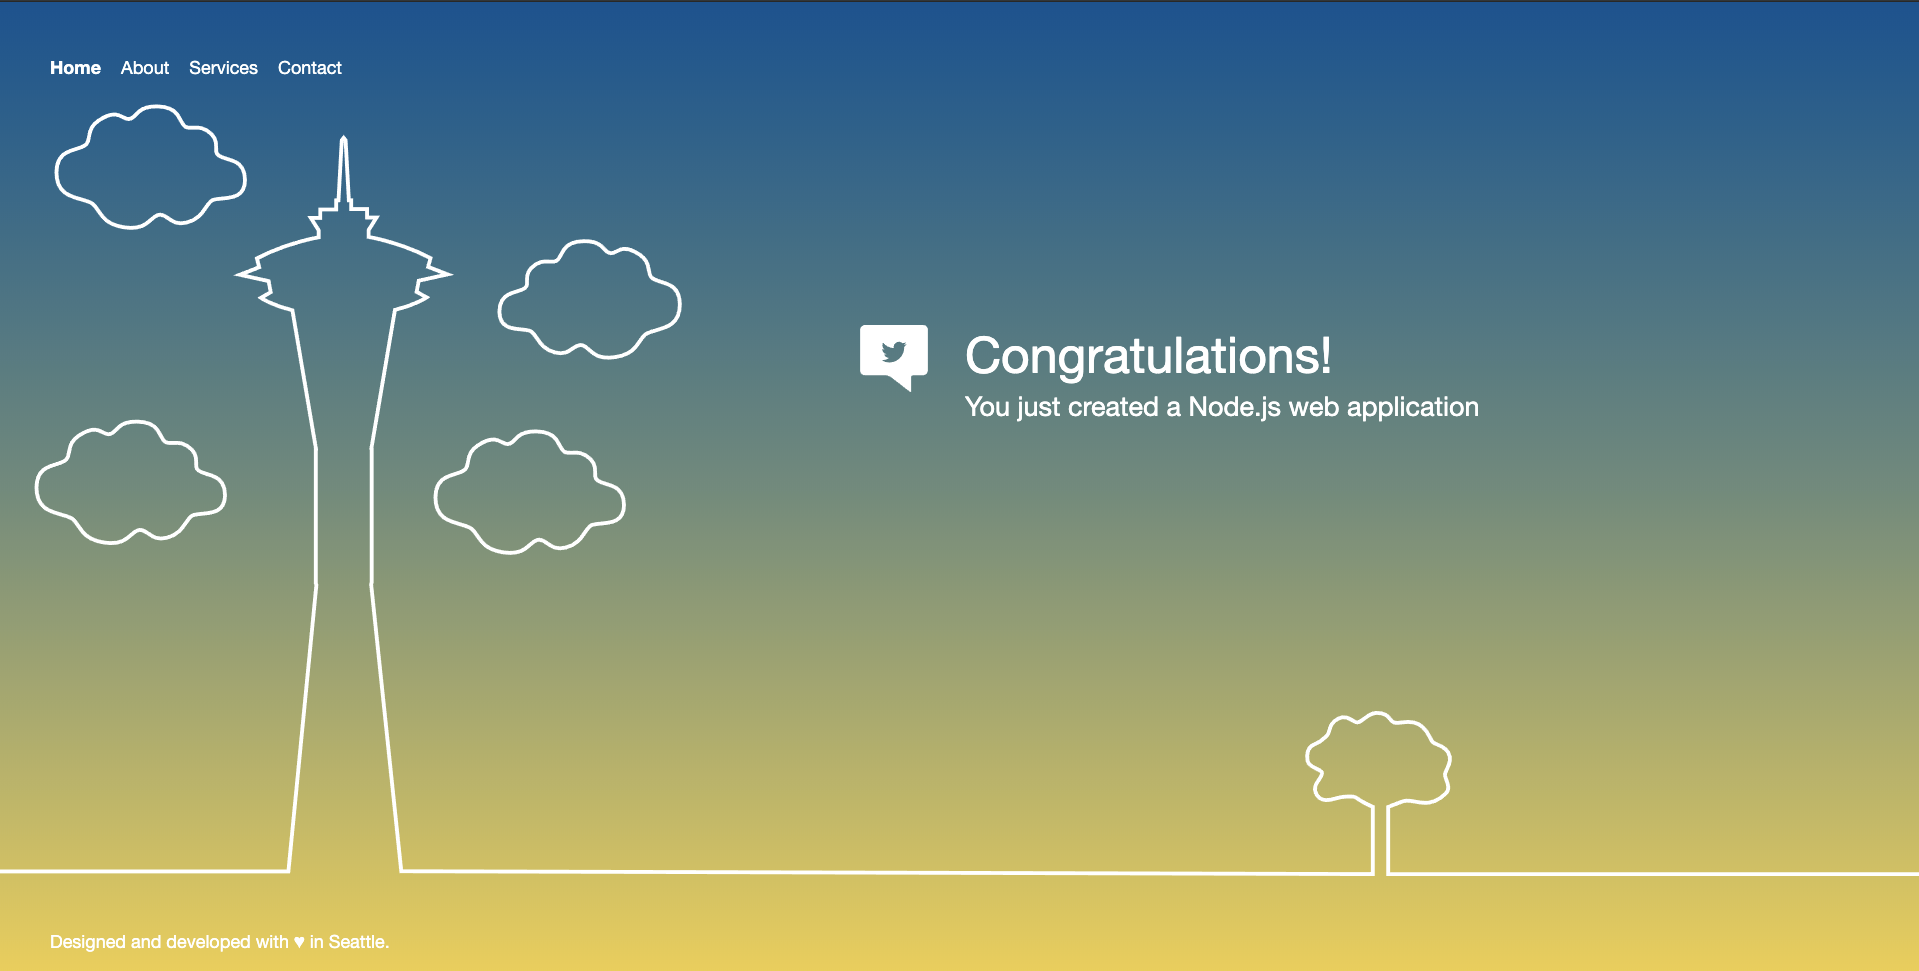 Home About Services Contact
Congratulations!
You just created a Node.js web application
Designed and developed with ♥ in Seattle.